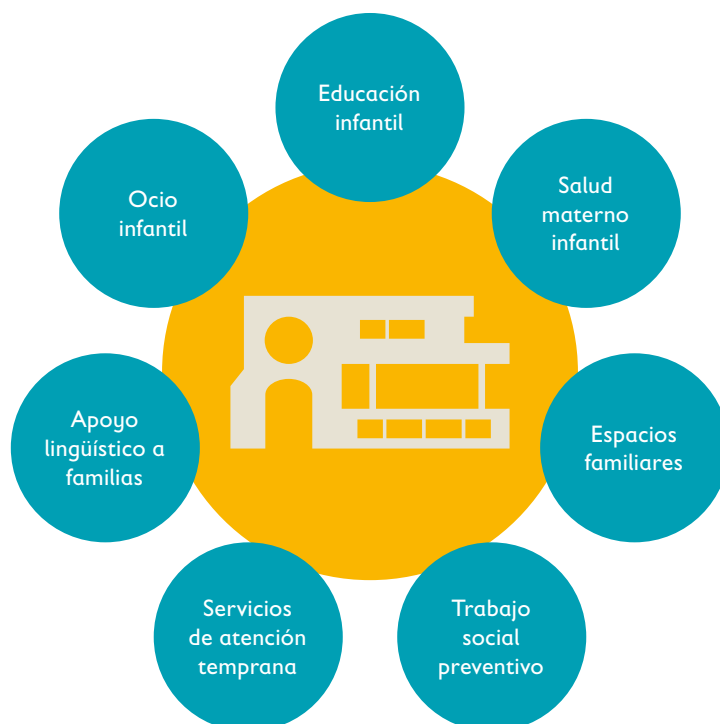 Educación
infantil
Salud
materno
infantil
Espacios
familiares
Trabajo
social
preventivo
Servicios
de atención
temprana
Apoyo
lingüístico a
familias
Ocio
infantil